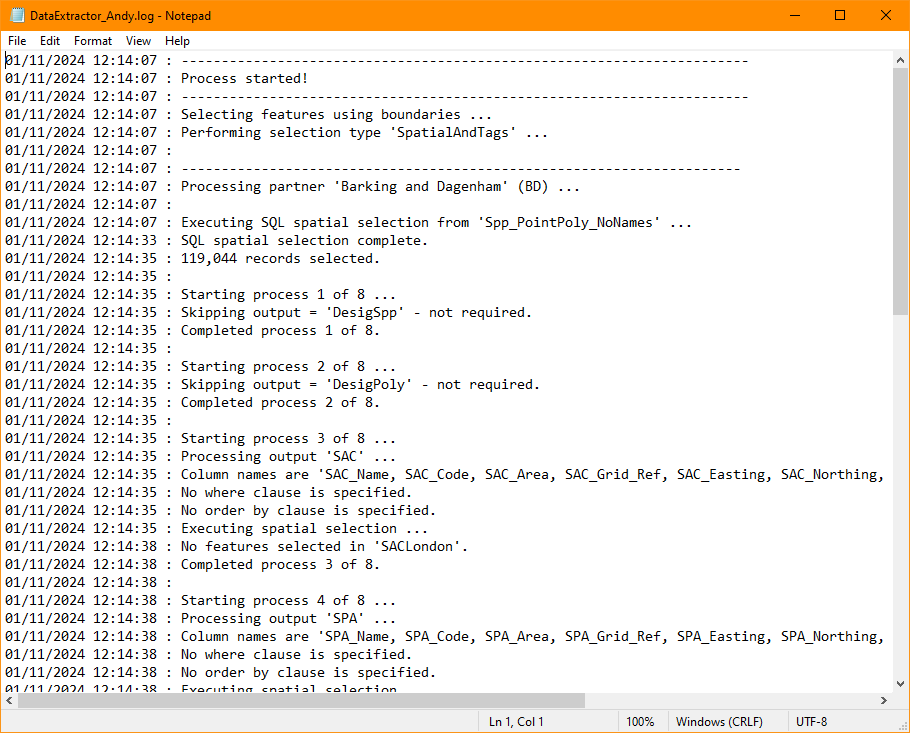 DataExtractor_Andy.log - Notepad
File Edit Format View Help
01/11/2024 12:14:07 : -----------------------------------------------------------------------
01/11/2024 12:14:07 : Process started!
01/11/2024 12:14:07 : -----------------------------------------------------------------------
01/11/2024 12:14:07 : Selecting features using boundaries ...
01/11/2024 12:14:07 : Performing selection type 'SpatialAndTags' ...
01/11/2024 12:14:07 :
01/11/2024 12:14:07 : ----------------------------------------------------------------------
01/11/2024 12:14:07 : Processing partner 'Barking and Dagenham' (BD) ...
01/11/2024 12:14:07 :
01/11/2024 12:14:07 : Executing SQL spatial selection from 'Spp_PointPoly_NoNames' ...
01/11/2024 12:14:33 : SQL spatial selection complete.
01/11/2024 12:14:35 : 119,044 records selected.
01/11/2024 12:14:35 :
01/11/2024 12:14:35 : Starting process 1 of 8 ...
01/11/2024 12:14:35 : Skipping output = 'DesigSpp' - not required.
01/11/2024 12:14:35 : Completed process 1 of 8.
01/11/2024 12:14:35 :
01/11/2024 12:14:35 : Starting process 2 of 8 ...
01/11/2024 12:14:35 : Skipping output = 'DesigPoly' - not required.
01/11/2024 12:14:35 : Completed process 2 of 8.
01/11/2024 12:14:35 :
01/11/2024 12:14:35 : Starting process 3 of 8 ...
01/11/2024 12:14:35 : Processing output 'SAC' ...
01/11/2024 12:14:35 : Column names are 'SAC_Name, SAC_Code, SAC_Area, SAC_Grid_Ref, SAC_Easting, SAC_Northing,
01/11/2024 12:14:35 : No where clause is specified.
01/11/2024 12:14:35 : No order by clause is specified.
01/11/2024 12:14:35 : Executing spatial selection ...
01/11/2024 12:14:38 : No features selected in 'SACLondon'.
01/11/2024 12:14:38 : Completed process 3 of 8.
01/11/2024 12:14:38 :
01/11/2024 12:14:38 : Starting process 4 of 8 ...
01/11/2024 12:14:38 : Processing output 'SPA' ...
01/11/2024 12:14:38 : Column names are 'SPA_Name, SPA_Code, SPA_Area, SPA_Grid_Ref, SPA_Easting, SPA_Northing,
01/11/2024 12:14:38 : No where clause is specified.
01/11/2024 12:14:38 : No order by clause is specified.
01/11/2024 12:14:38 : Executing spatial selection
Ln 1, Col 1 100% Windows (CRLF) UTF-8